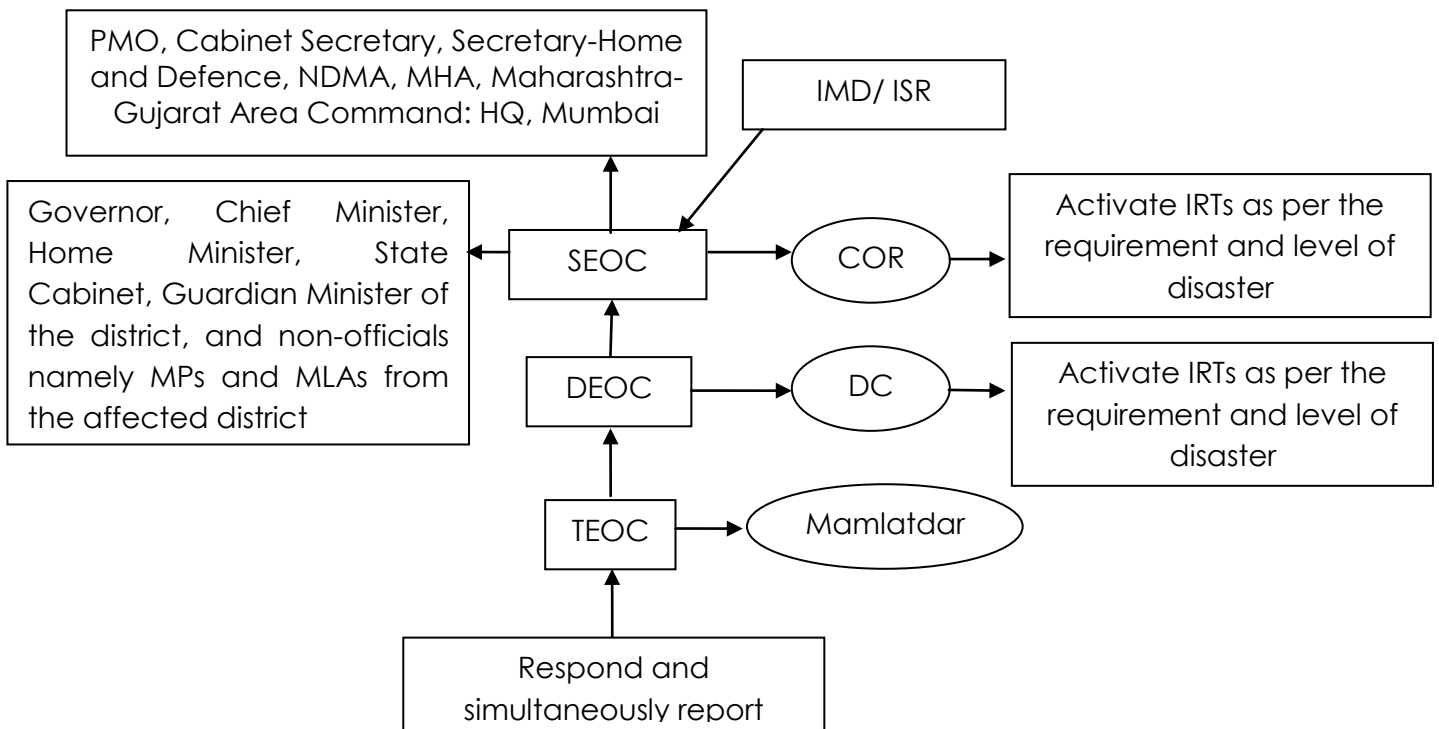 PMO, Cabinet Secretary, Secretary-Home
and Defence, NDMA, MHA, Maharashtra-
Gujarat Area Command: HQ, Mumbai
IMD/ ISR
Governor, Chief Minister,
Home Minister, State
Cabinet, Guardian Minister of
the district, and non-officials
namely MPs and MLAs from
the affected district
SEOC
COR
Activate IRTs as per the
requirement and level of
disaster
DEOC
DC
Activate IRTs as per the
requirement and level of
disaster
TEOC
Mamlatdar
Respond and
simultaneously report